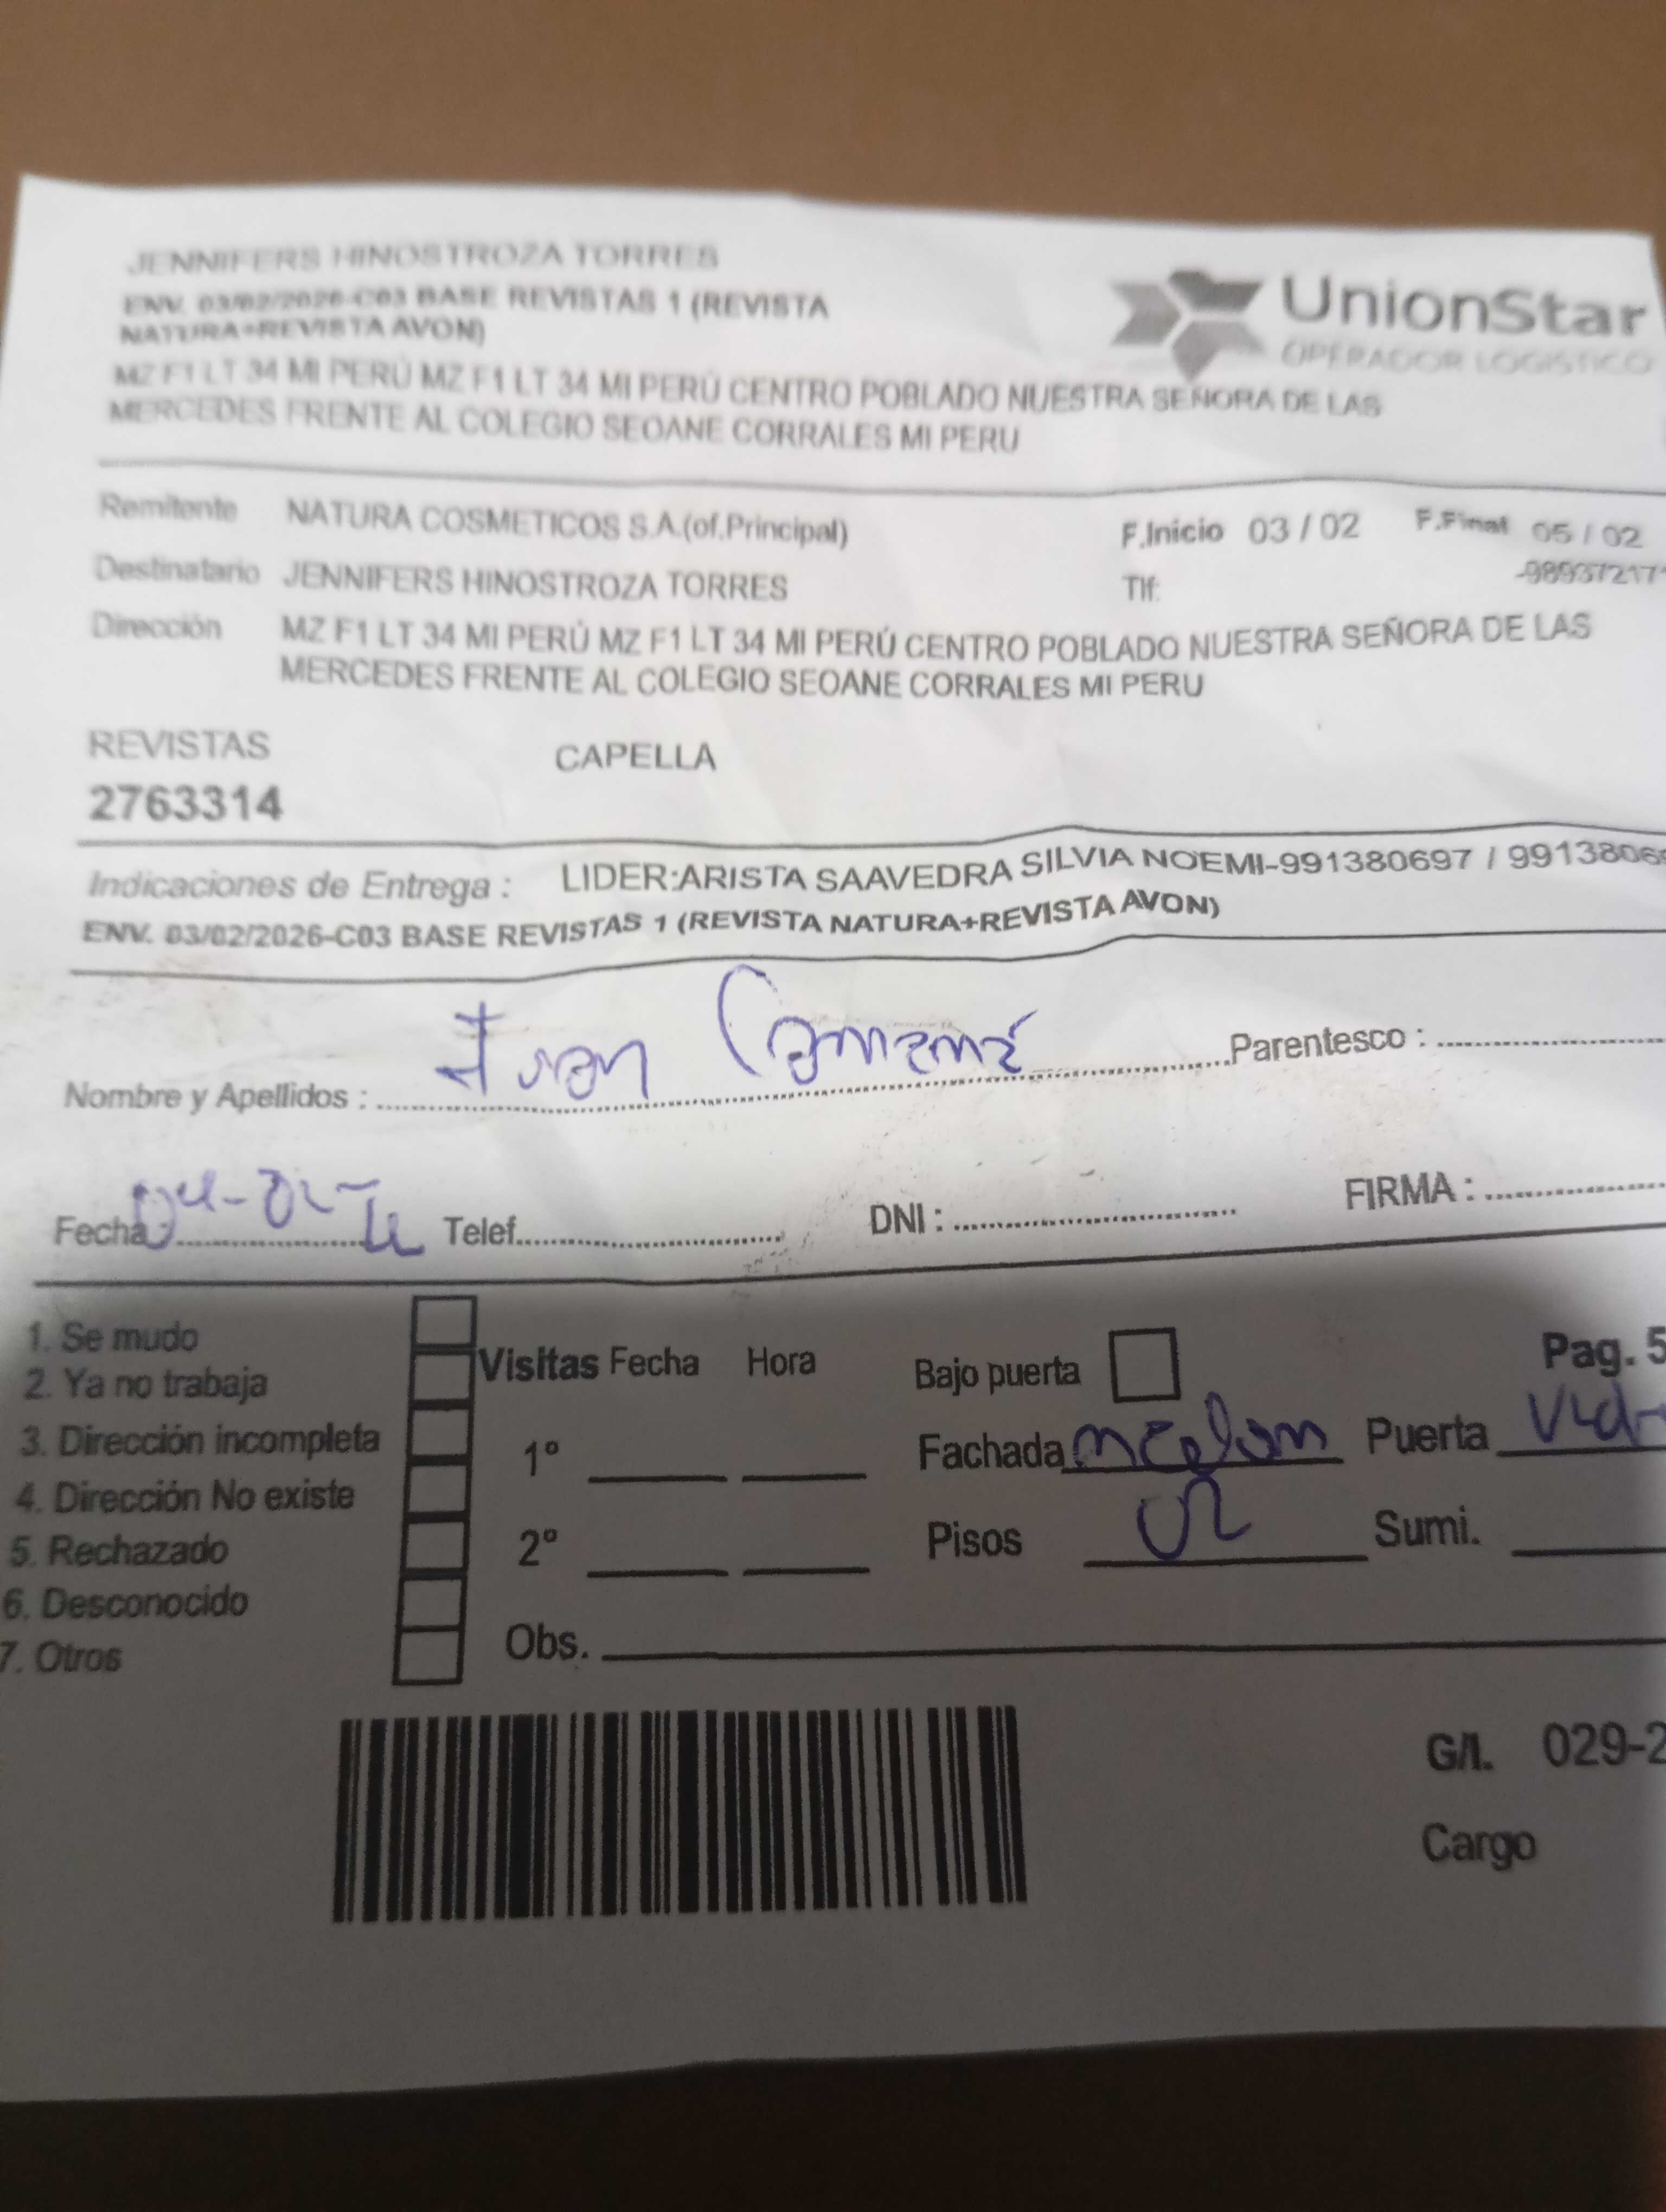 JENNIFERS HINOSTROZA TORRES
ENV. 03/02/2026-C03 BASE REVISTAS 1 (REVISTA
NATURA+REVISTA AVON)
MZ F1 LT 34 MI PERÚ MZ F1 LT 34 MI PERÚ CENTRO POBLADO NUESTRA SEÑORA DE LAS
MERCEDES FRENTE AL COLEGIO SEOANE CORRALES MI PERU
UnionStar
OPERADOR LOGISTICO
Remitente NATURA COSMETICOS S.A.(of.Principal) F.Inicio 03 / 02 F.Final 05 / 02
Destinatario JENNIFERS HINOSTROZA TORRES Tlf:
Dirección MZ F1 LT 34 MI PERÚ MZ F1 LT 34 MI PERÚ CENTRO POBLADO NUESTRA SEÑORA DE LAS
MERCEDES FRENTE AL COLEGIO SEOANE CORRALES MI PERU
REVISTAS CAPELLA
2763314
Indicaciones de Entrega : LIDER:ARISTA SAAVEDRA SILVIA NOEMI-991380697 /
ENV. 03/02/2026-C03 BASE REVISTAS 1 (REVISTA NATURA+REVISTA AVON)
Nombre y Apellidos : Parentesco :
Fecha : Telef. DNI : FIRMA :
1. Se mudo
2. Ya no trabaja
3. Dirección incompleta
4. Dirección No existe
5. Rechazado
6. Desconocido
7. Otros
Visitas Fecha Hora
1º
2º
Obs.
Bajo puerta Pag. 5
Fachada melon Puerta
Pisos 02 Sumi.
G/I. 029-2
Cargo